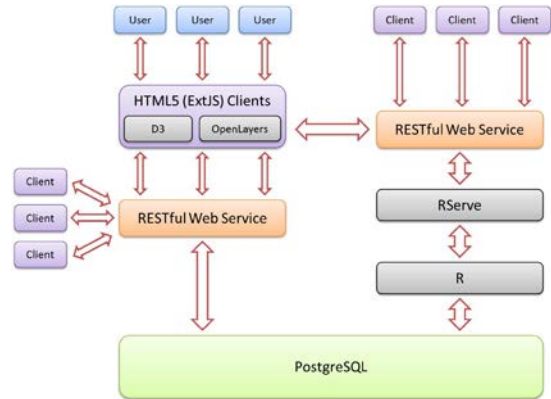 User
User
User
Client
Client
Client
HTML5 (ExtJS) Clients
D3
OpenLayers
RESTful Web Service
Client
Client
Client
RESTful Web Service
RServe
R
PostgreSQL